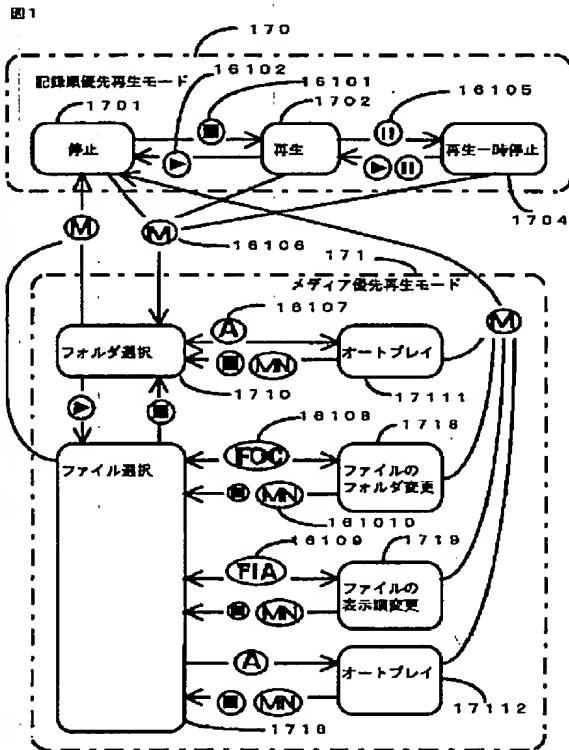 図1
170
記録順優先再生モード
16102
16101
1701
1702
16105
停止
再生
再生一時停止
1704
M
M
16106
171
メディア優先再生モード
M
16107
A
フォルダ選択
MN
オートプレイ
1710
17111
ファイル選択
16108
1718
FOC
ファイルの
フォルダ変更
MN
161010
16109
1719
FIA
ファイルの
表示順変更
MN
A
オートプレイ
MN
17112
1716